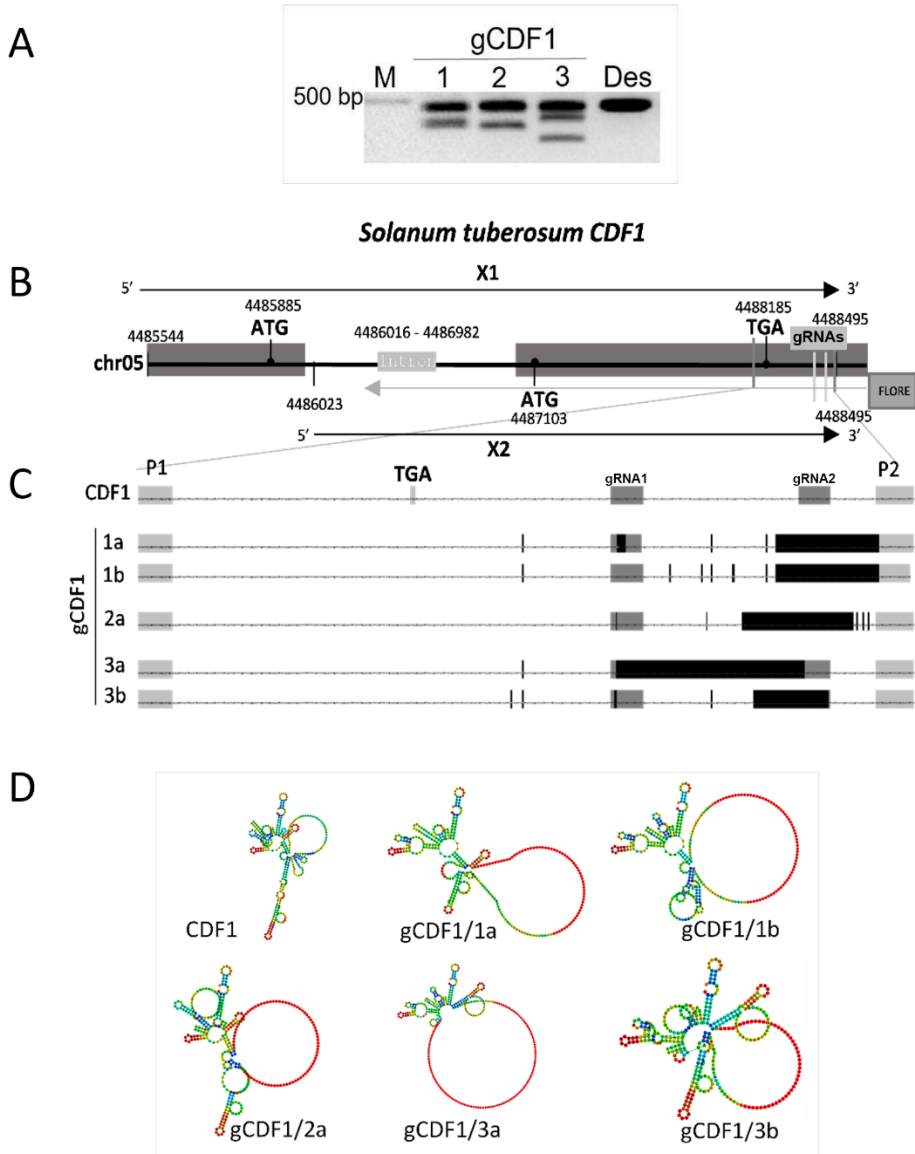 A
gCDF1
M 1 2 3 Des
500 bp
Solanum tuberosum CDF1
B
X1
5’ 3’
4485885 4488185
4485544 ATG 4486016 - 4486982 TGA 4488495
gRNAs
chr05 intron
FLORE
ATG
4486023 4487103 4488495
5’ 3’
X2
C
P1 P2
TGA
CDF1 gRNA1 gRNA2
1a
1b
gCDF1
2a
3a
3b
D
CDF1 gCDF1/1a gCDF1/1b
gCDF1/2a gCDF1/3a gCDF1/3b